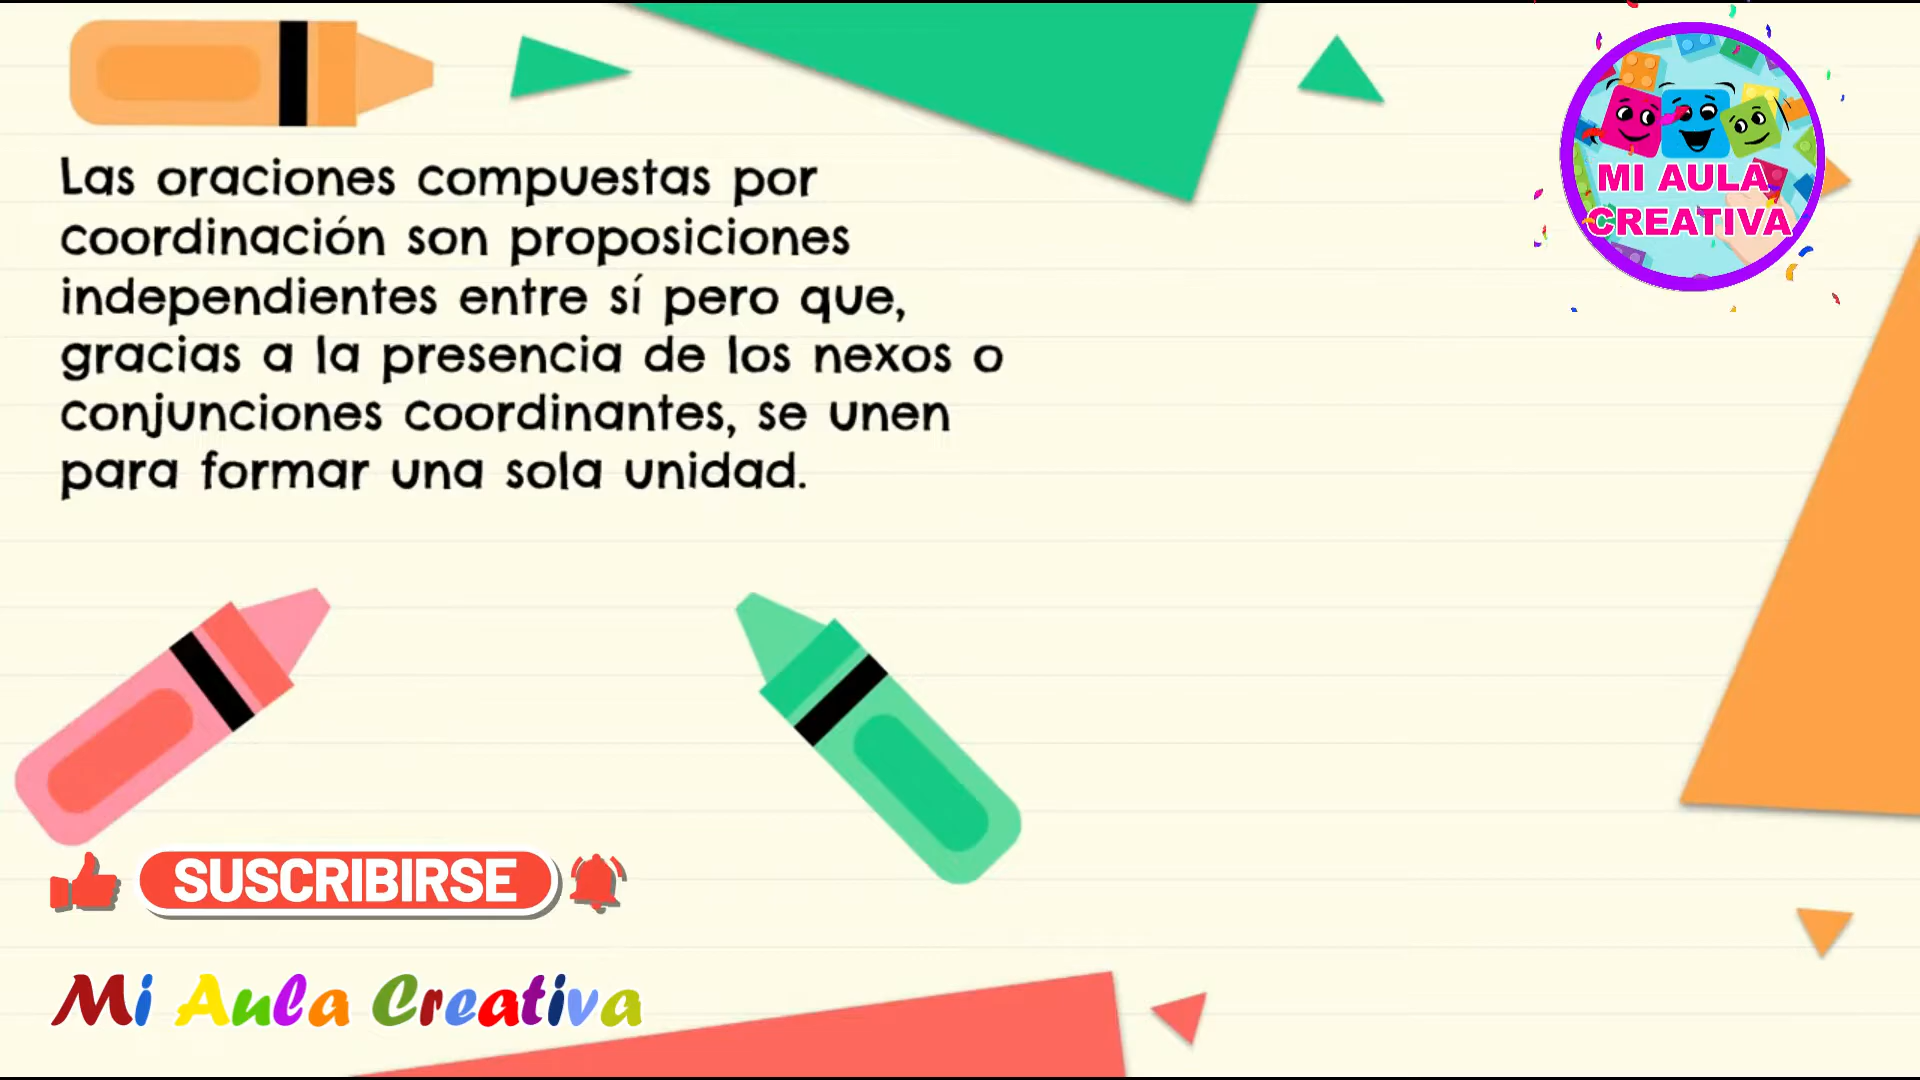 Las oraciones compuestas por
coordinación son proposiciones
independientes entre sí pero que,
gracias a la presencia de los nexos o
conjunciones coordinantes, se unen
para formar una sola unidad.
MI AULA
CREATIVA
SUSCRIBIRSE
Mi Aula Creativa